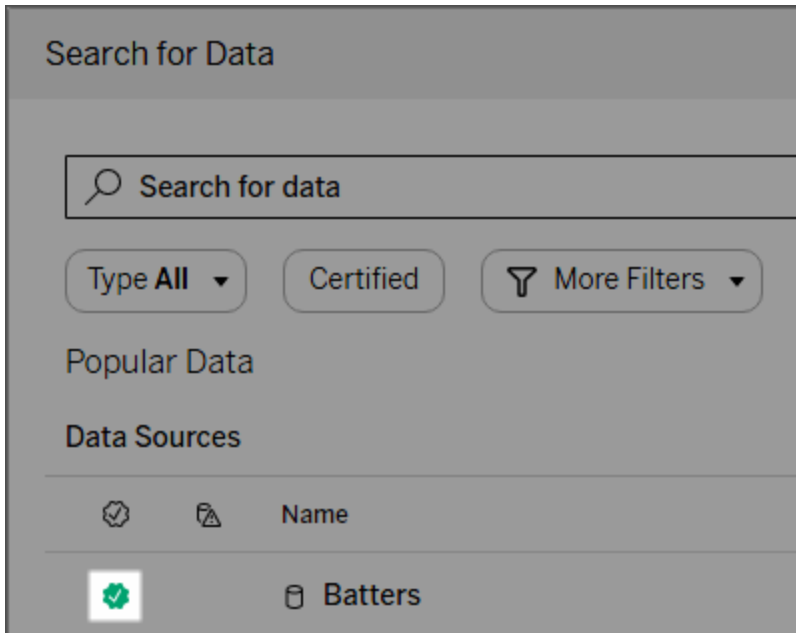 Search for Data
Search for data
Type All Certified More Filters
Popular Data
Data Sources
Name
Batters